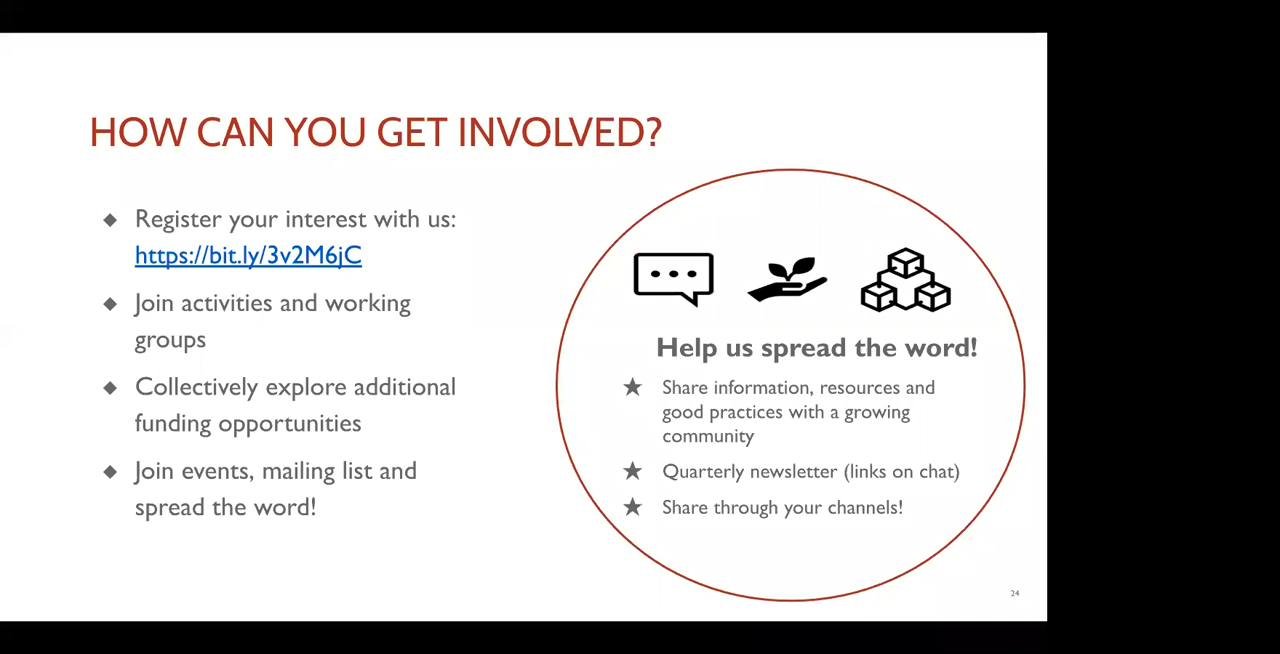 HOW CAN YOU GET INVOLVED?
Register your interest with us:
https://bit.ly/3v2M6jC
Join activities and working
groups
Collectively explore additional
funding opportunities
Join events, mailing list and
spread the word!
Help us spread the word!
Share information, resources and
good practices with a growing
community
Quarterly newsletter (links on chat)
Share through your channels!
24